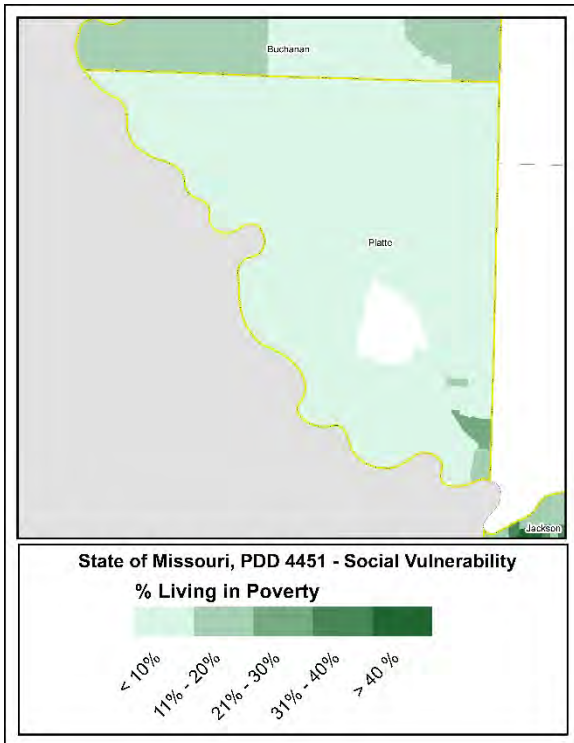 Buchanan
Platte
Jackson
State of Missouri, PDD 4451 - Social Vulnerability
% Living in Poverty
< 10%
11% - 20%
21% - 30%
31% - 40%
> 40 %